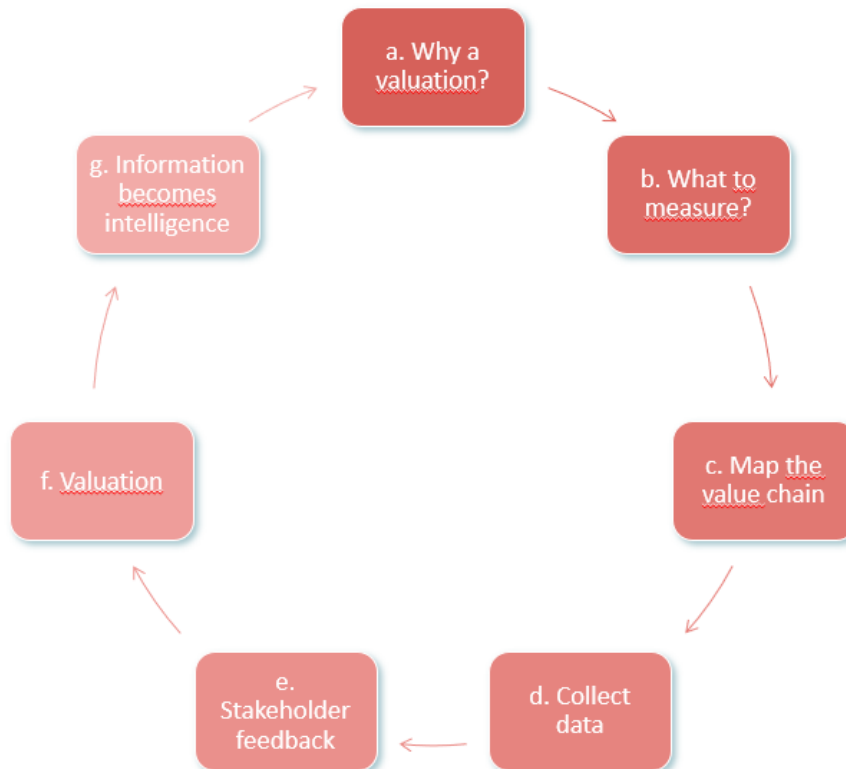 a. Why a
valuation?
b. What to
measure?
c. Map the
value chain
d. Collect
data
e.
Stakeholder
feedback
f. Valuation
g. Information
becomes
intelligence